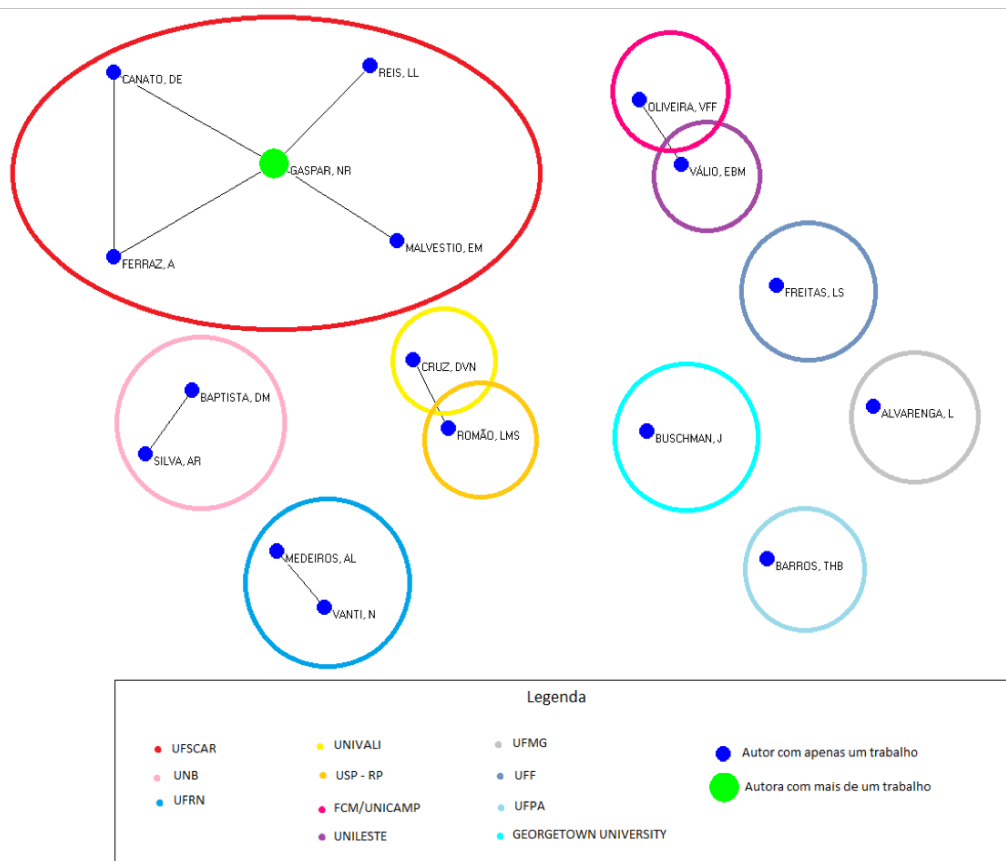 CANATO, DE
REIS, LL
GASPAR, NR
FERRAZ, A
MALVESTIO, EM
OLIVEIRA, VFF
VÁLIO, EBM
FREITAS, LS
CRUZ, DVN
BAPTISTA, DM
ROMÃO, LMS
SILVA, AR
BUSCHMAN, J
ALVARENGA, L
MEDEIROS, AL
VANTI, N
BARROS, THB
Legenda
UFSCAR
UNB
UFRN
UNIVALI
USP - RP
FCM/UNICAMP
UNILESTE
UFMG
UFF
UFPA
GEORGETOWN UNIVERSITY
Autor com apenas um trabalho
Autora com mais de um trabalho